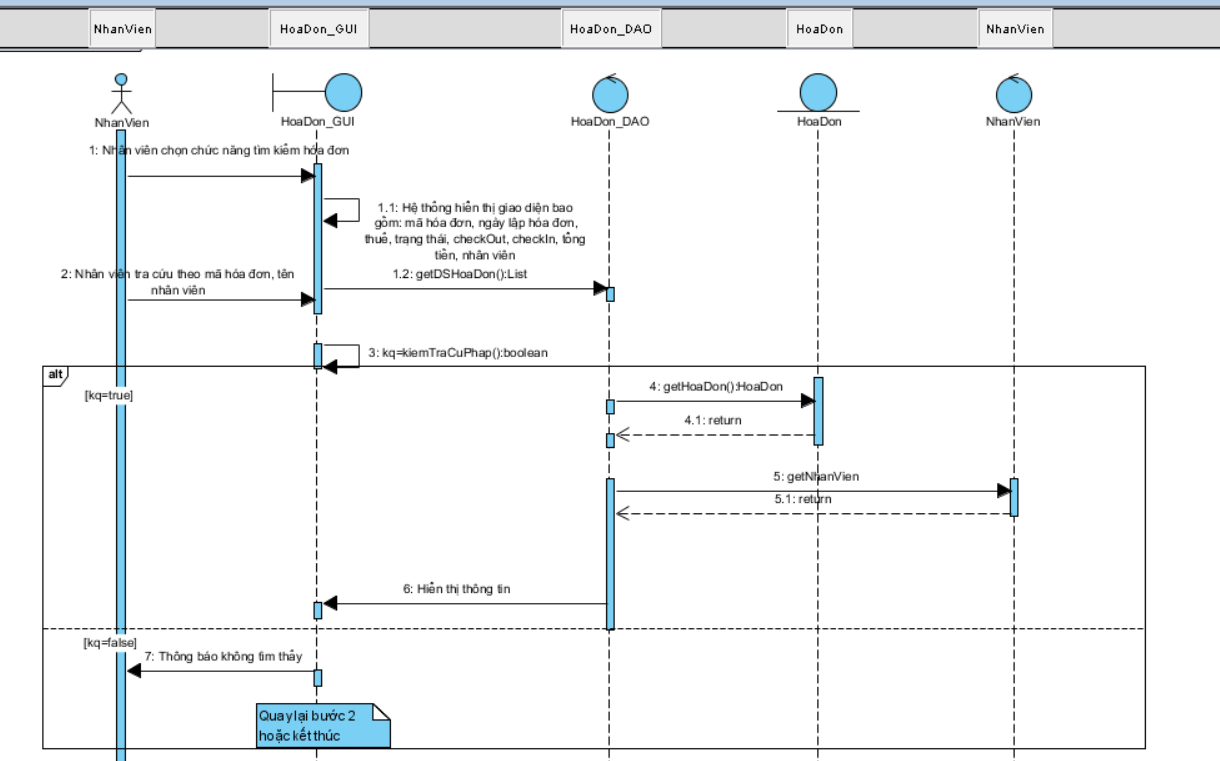 NhanVien
HoaDon_GUI
HoaDon_DAO
HoaDon
NhanVien
NhanVien
HoaDon_GUI
HoaDon_DAO
HoaDon
NhanVien
1: Nhân viên chọn chức năng tìm kiếm hóa đơn
1.1: Hệ thống hiển thị giao diện bao
gồm: mã hóa đơn, ngày lập hóa đơn,
thuế, trạng thái, checkOut, checkIn, tổng
tiền, nhân viên
2: Nhân viên tra cứu theo mã hóa đơn, tên
nhân viên
1.2: getDSHoaDon():List
3: kq=kiemTraCuPhap():boolean
alt
[kq=true]
4: getHoaDon():HoaDon
4.1: return
5: getNhanVien
5.1: return
6: Hiển thị thông tin
[kq=false]
7: Thông báo không tìm thấy
Quay lại bước 2
hoặc kết thúc